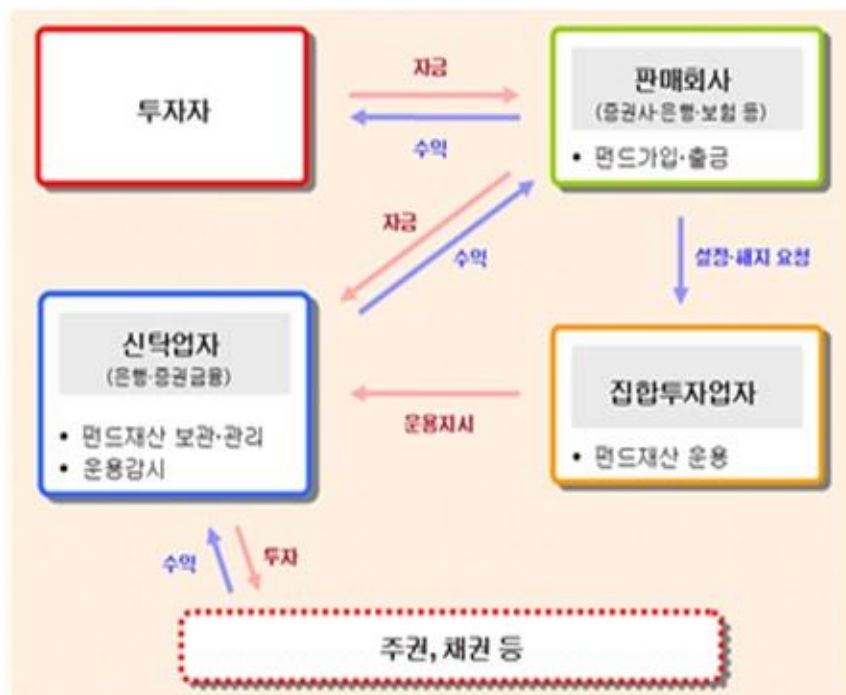 투자자
자금
수익
판매회사
(증권사·은행·보험 등)
• 펀드가입·출금
자금
수익
설정·해지 요청
신탁업자
(은행·증권금융)
• 펀드재산 보관·관리
• 운용감시
운용지시
집합투자업자
• 펀드재산 운용
수익
투자
주권, 채권 등